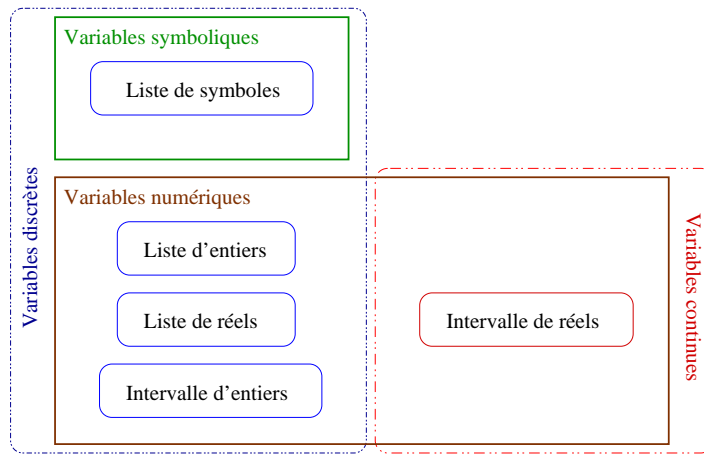 Variables symboliques
Liste de symboles
Variables discrètes
Variables numériques
Liste d'entiers
Liste de réels
Intervalle d'entiers
Intervalle de réels
Variables continues